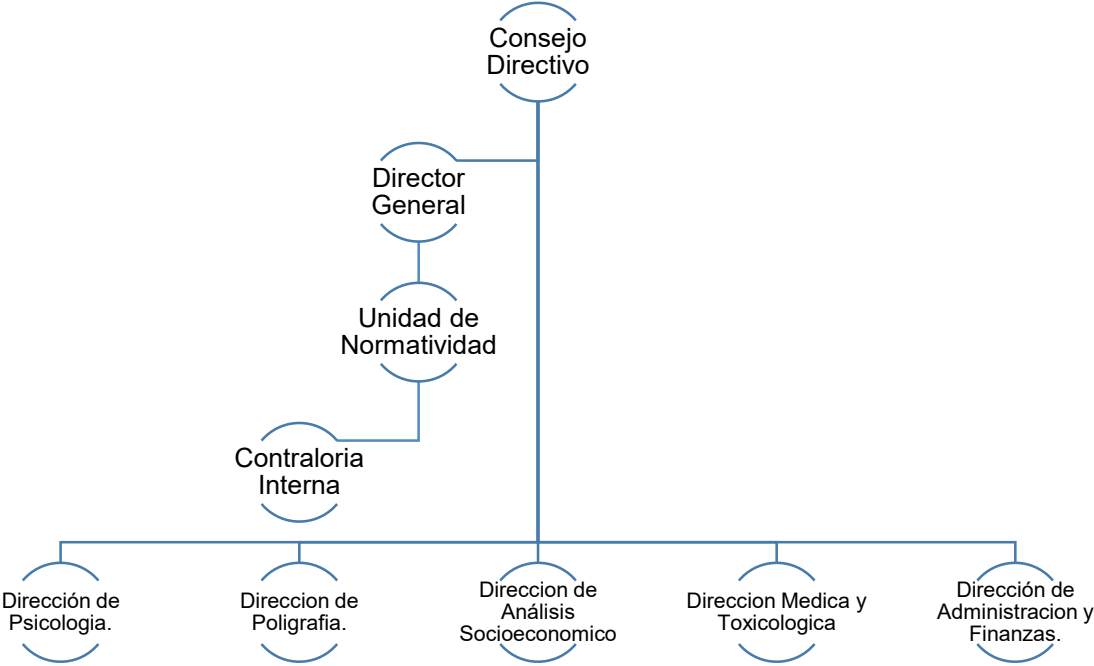 Consejo
Directivo
Director
General
Unidad de
Normatividad
Contraloria
Interna
Dirección de
Psicologia.
Direccion de
Poligrafia.
Direccion de
Análisis
Socioeconomico
Direccion Medica y
Toxicologica
Dirección de
Administracion y
Finanzas.